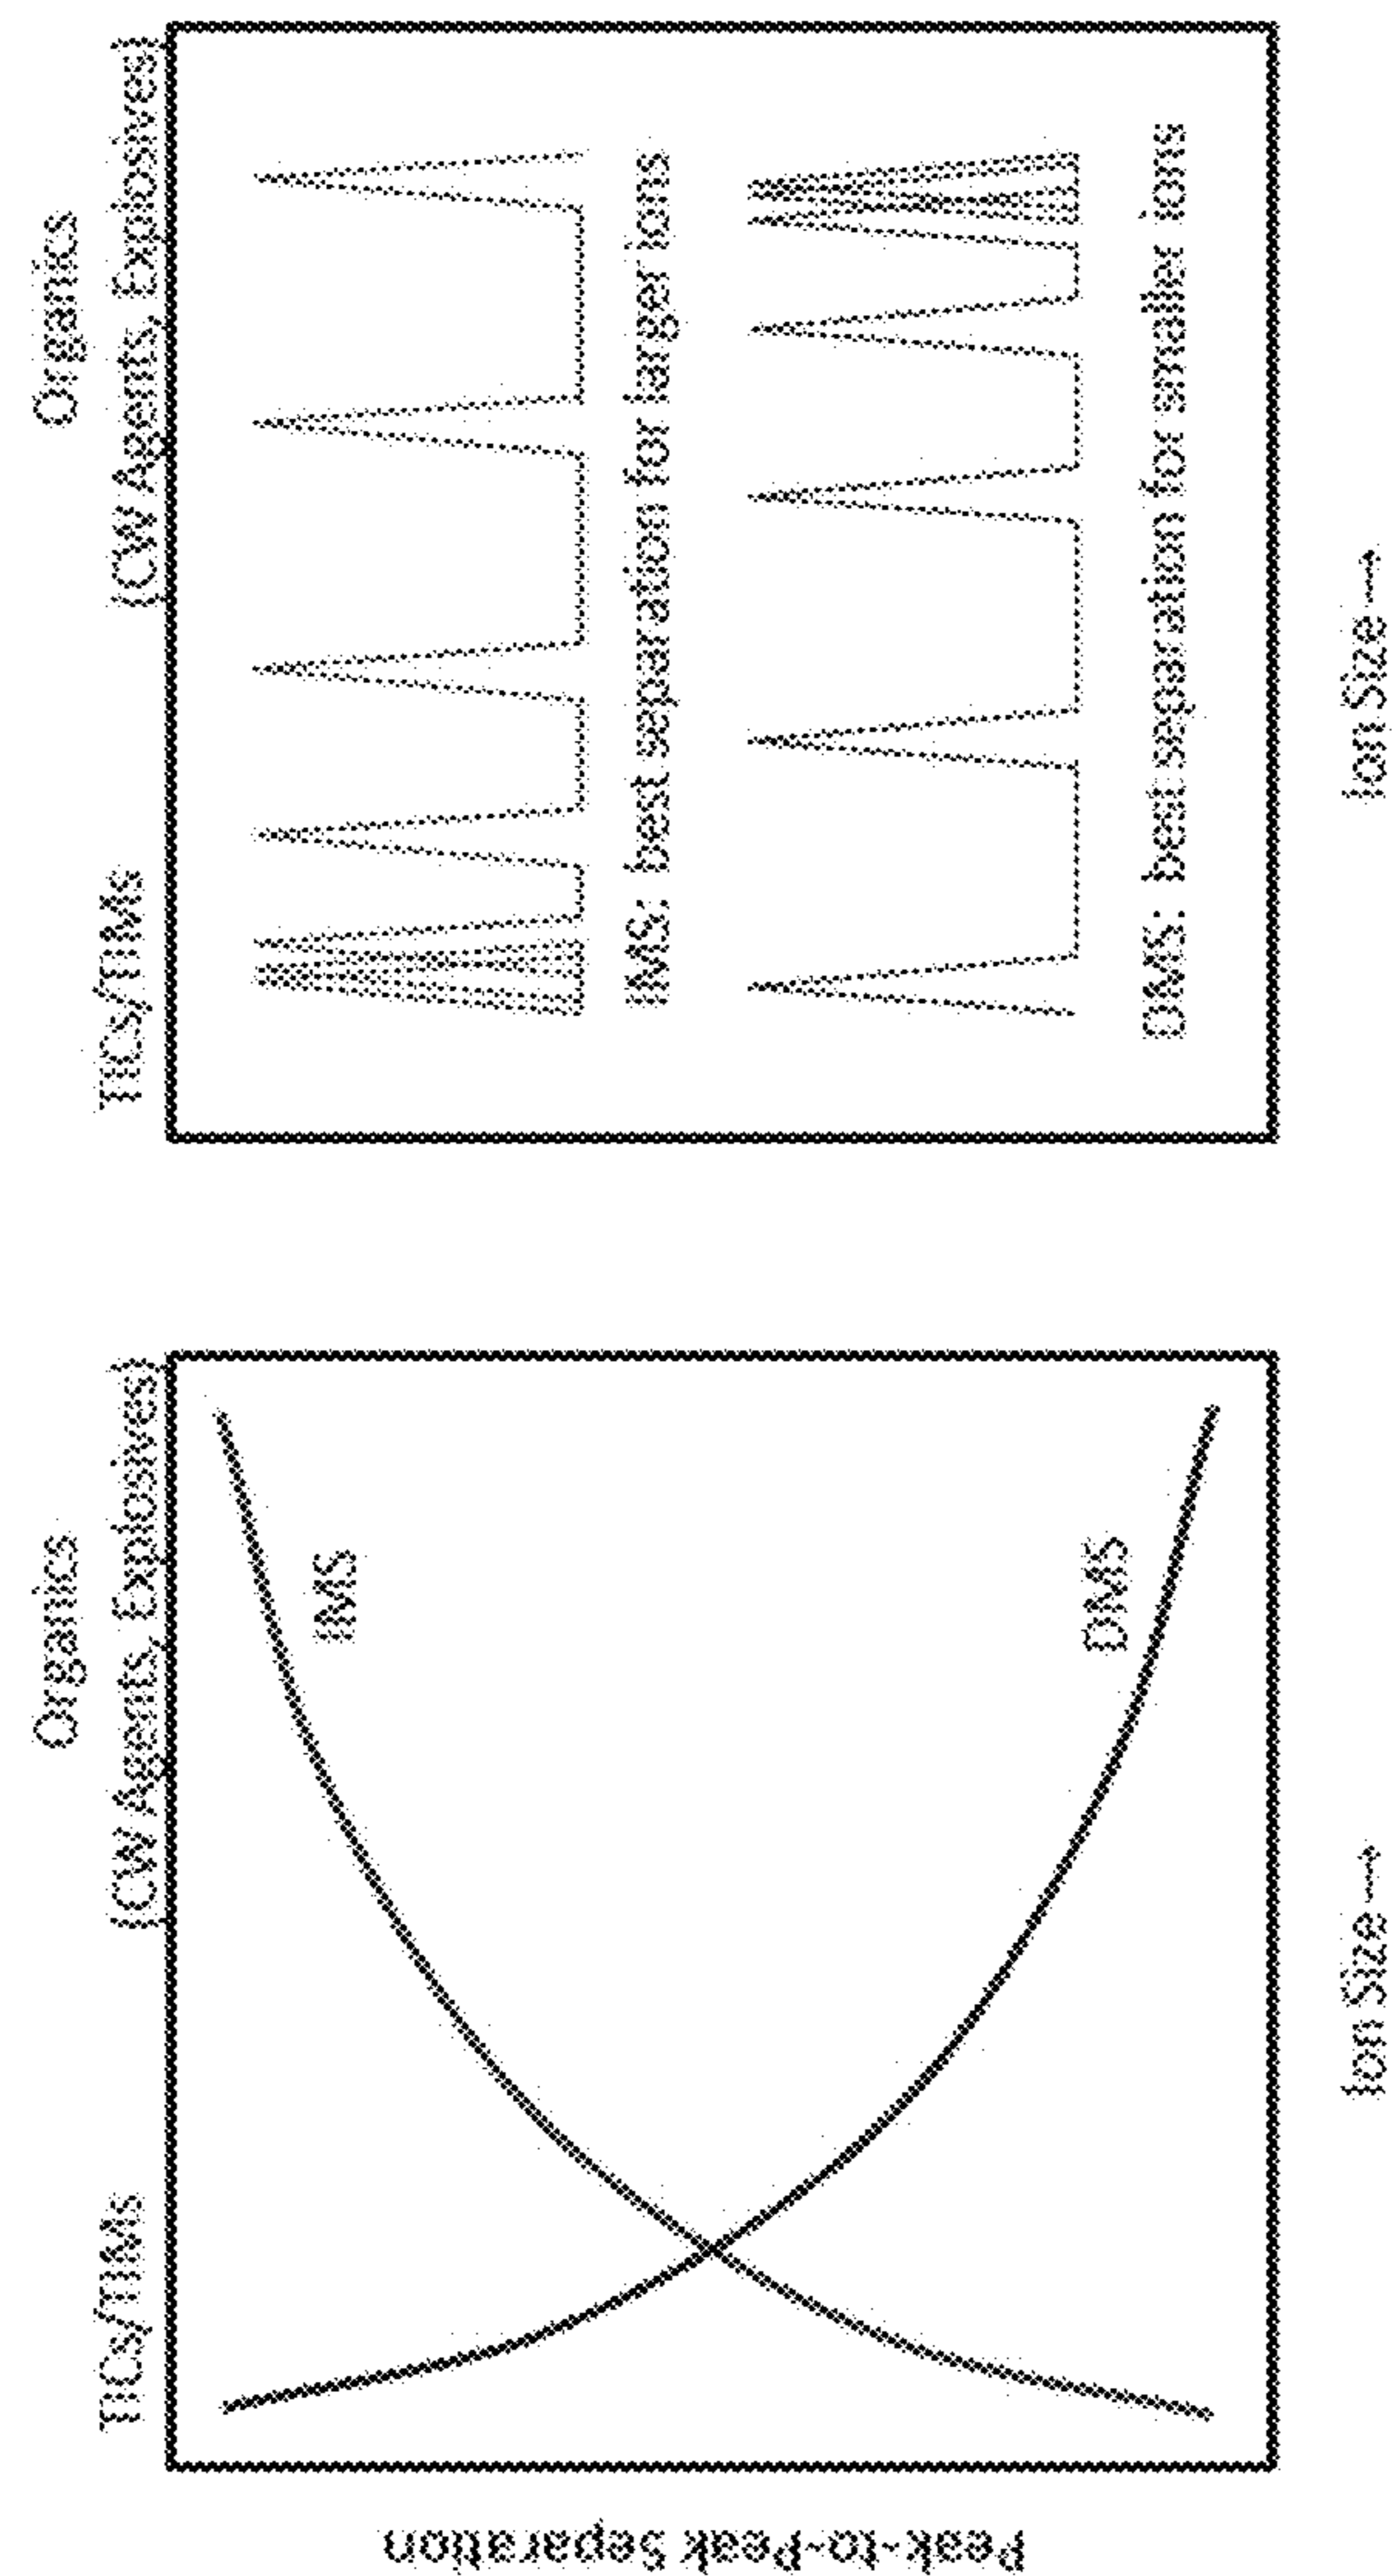 Peak-to-Peak Separation
TICs/TIMs
Organics
(CW Agents, Explosives)
IMS
DMS
Ion Size →
TICs/TIMs
Organics
(CW Agents, Explosives)
IMS: best separation for larger ions
DMS: best separation for smaller ions
Ion Size →